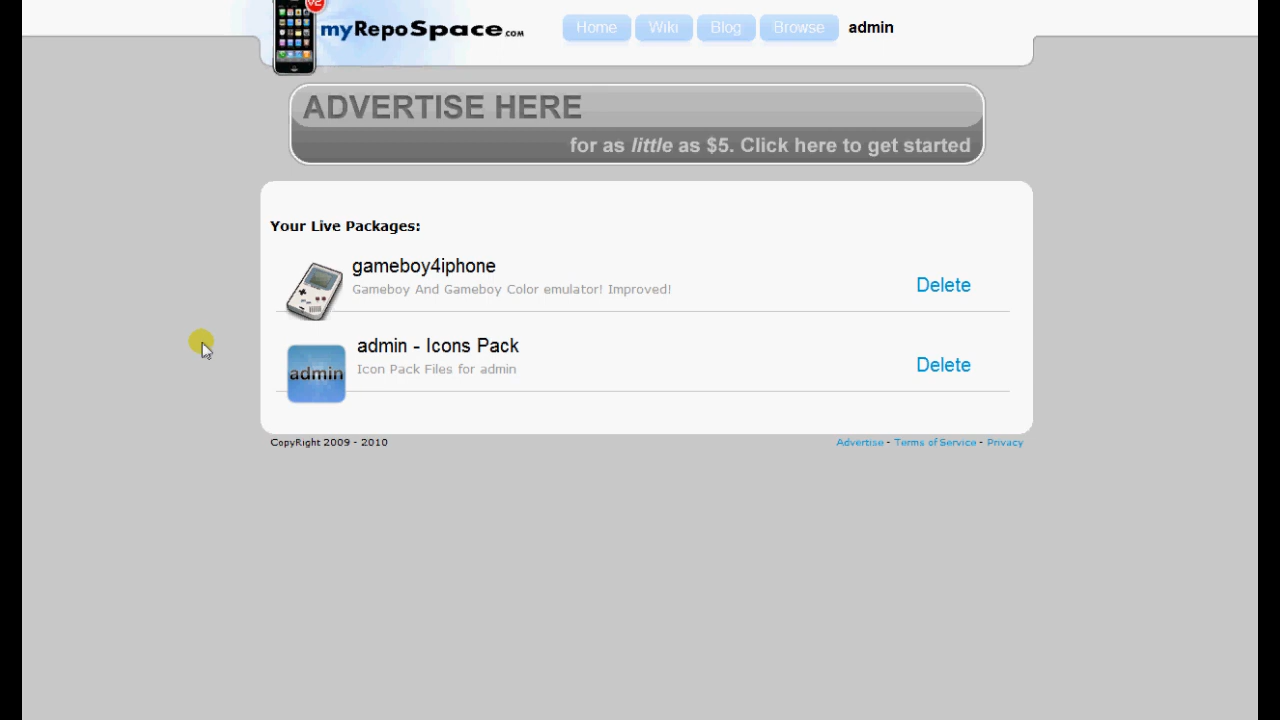 V2
myRepoSpace.com
Home Wiki Blog Browse admin
ADVERTISE HERE
for as little as $5. Click here to get started
Your Live Packages:
gameboy4iphone
Gameboy And Gameboy Color emulator! Improved!
Delete
admin - Icons Pack
admin
Icon Pack Files for admin
Delete
CopyRight 2009 - 2010
Advertise - Terms of Service - Privacy